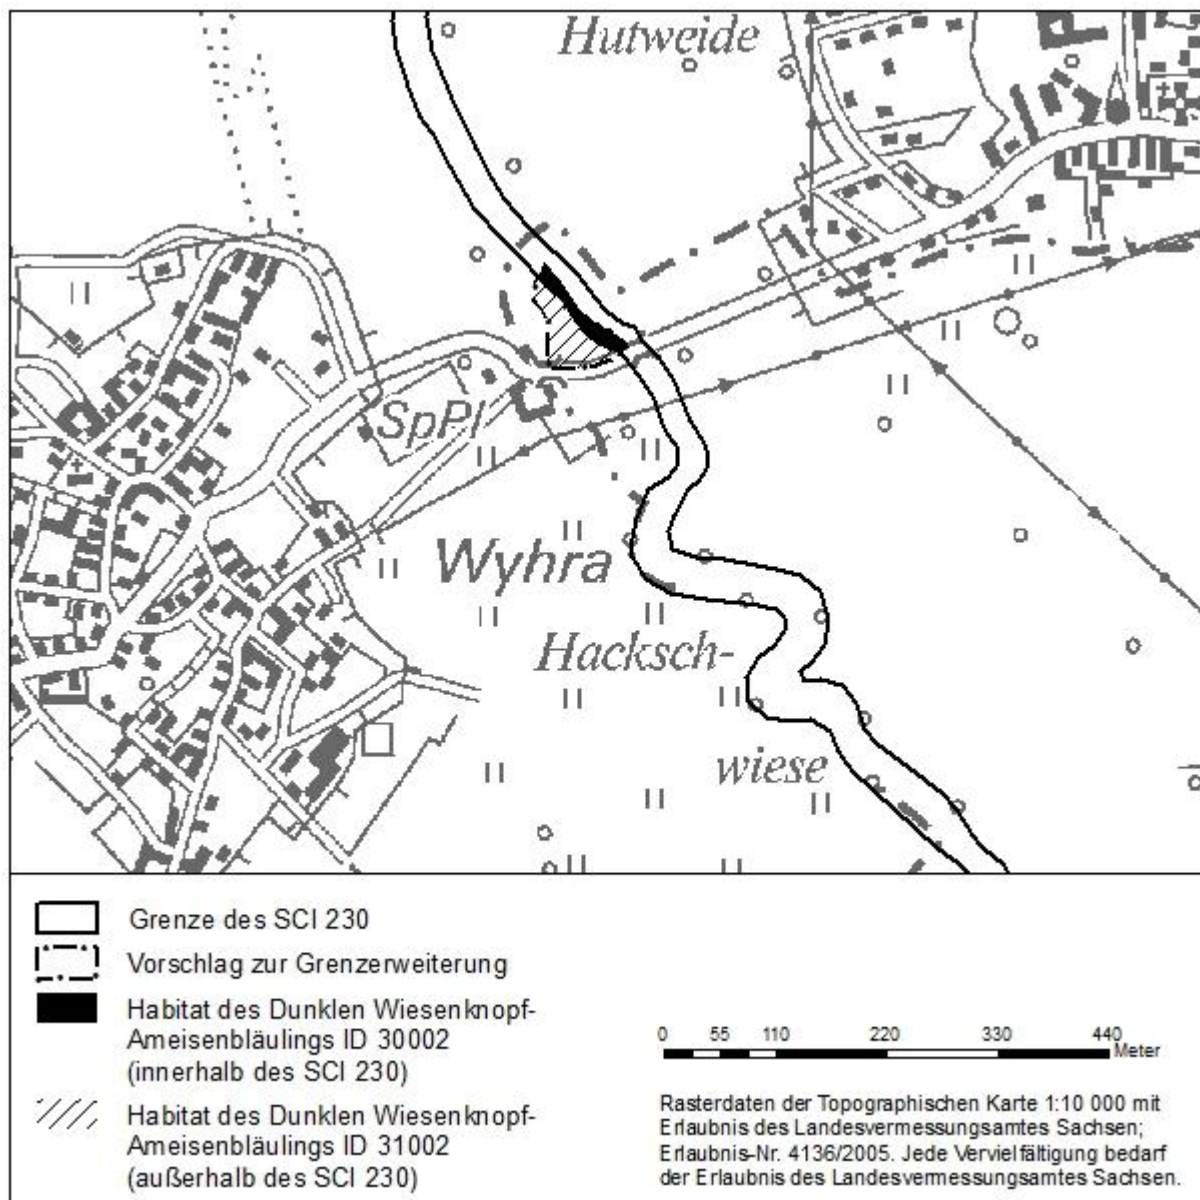 Hutweide
SpPl
Wyhra
Hacksch-
wiese
Grenze des SCI 230
Vorschlag zur Grenzerweiterung
Habitat des Dunklen Wiesenknopf-
Ameisenbläulings ID 30002
(innerhalb des SCI 230)
Habitat des Dunklen Wiesenknopf-
Ameisenbläulings ID 31002
(außerhalb des SCI 230)
0 55 110 220 330 440
Meter
Rasterdaten der Topographischen Karte 1:10 000 mit
Erlaubnis des Landesvermessungsamtes Sachsen;
Erlaubnis-Nr. 4136/2005. Jede Vervielfältigung bedarf
der Erlaubnis des Landesvermessungsamtes Sachsen.